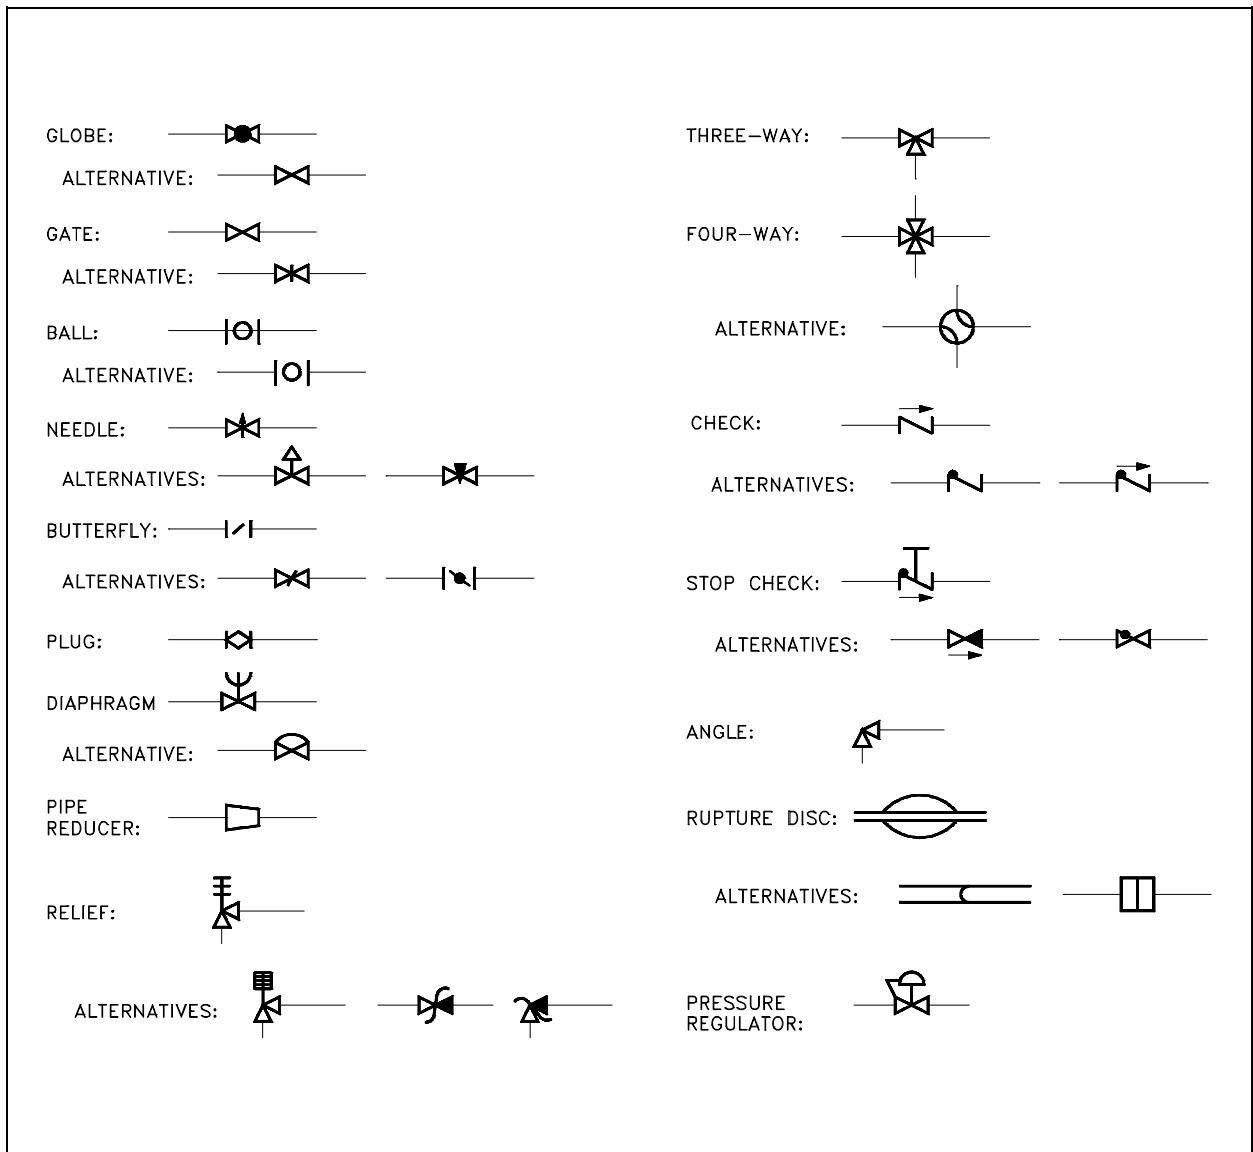 GLOBE:
ALTERNATIVE:
GATE:
ALTERNATIVE:
BALL:
ALTERNATIVE:
NEEDLE:
ALTERNATIVES:
BUTTERFLY:
ALTERNATIVES:
PLUG:
DIAPHRAGM
ALTERNATIVE:
PIPE
REDUCER:
RELIEF:
ALTERNATIVES:
THREE-WAY:
FOUR-WAY:
ALTERNATIVE:
CHECK:
ALTERNATIVES:
STOP CHECK:
ALTERNATIVES:
ANGLE:
RUPTURE DISC:
ALTERNATIVES:
PRESSURE
REGULATOR: